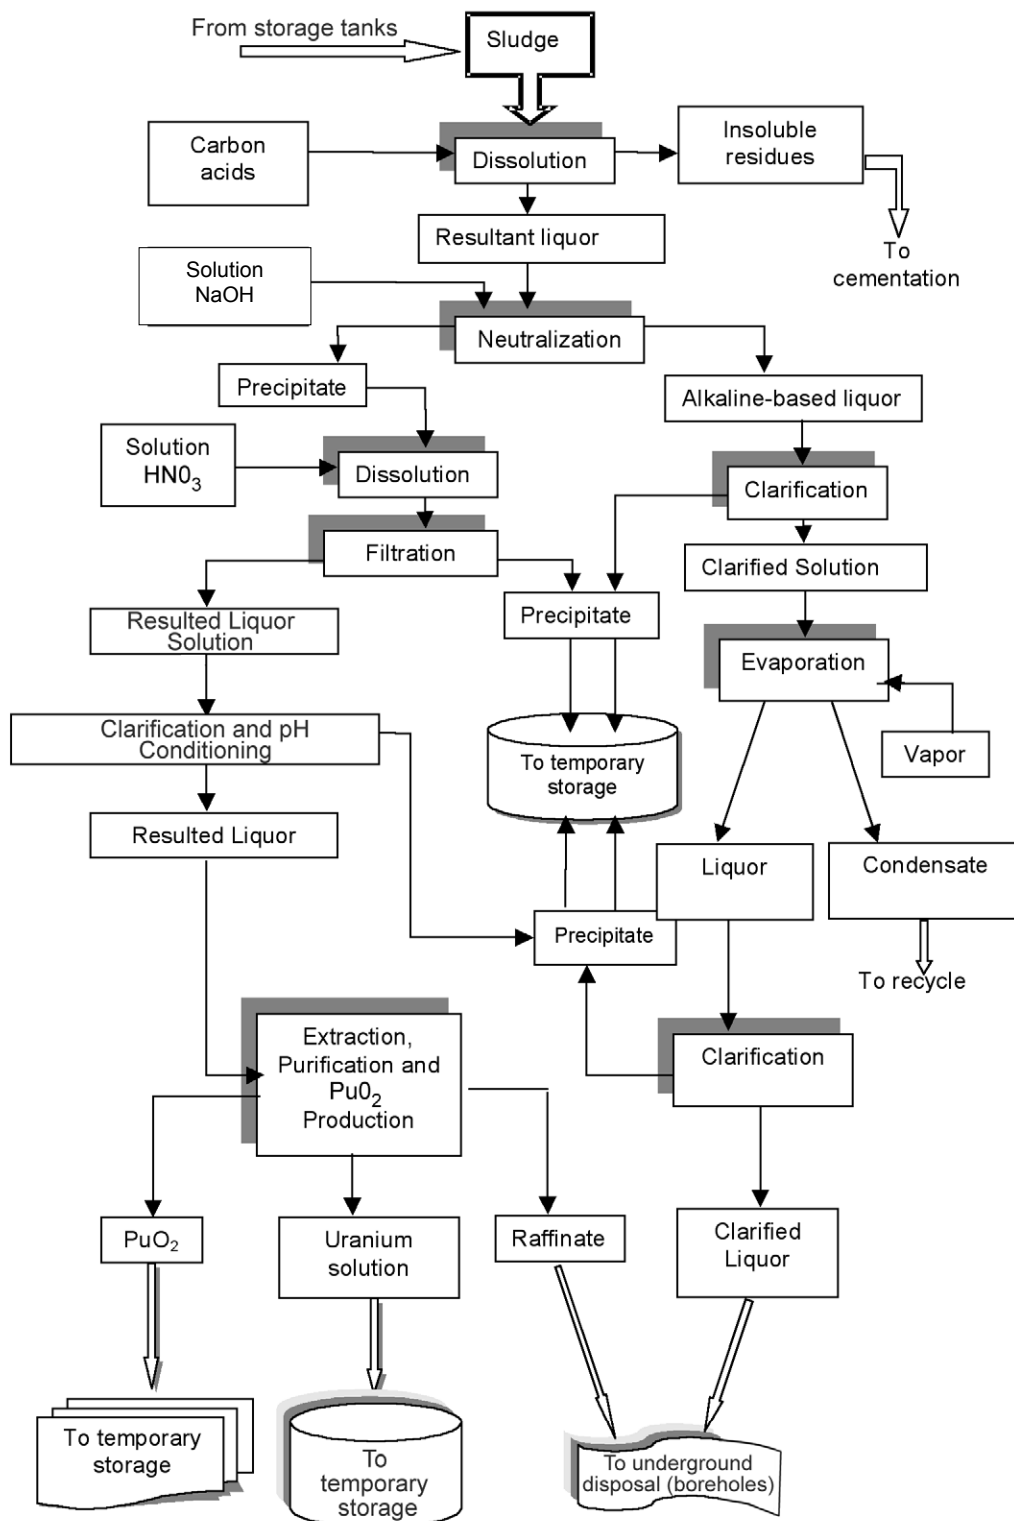 From storage tanks
Sludge
Carbon
acids
Dissolution
Insoluble
residues
Resultant liquor
To
cementation
Solution
NaOH
Neutralization
Precipitate
Alkaline-based liquor
Solution
HN0₃
Dissolution
Clarification
Filtration
Clarified Solution
Resulted Liquor
Solution
Precipitate
Evaporation
Clarification and pH
Conditioning
To temporary
storage
Vapor
Resulted Liquor
Liquor
Condensate
Precipitate
To recycle
Extraction,
Purification and
Pu0₂
Production
Clarification
PuO₂
Uranium
solution
Raffinate
Clarified
Liquor
To temporary
storage
To
temporary
storage
To underground
disposal (boreholes)